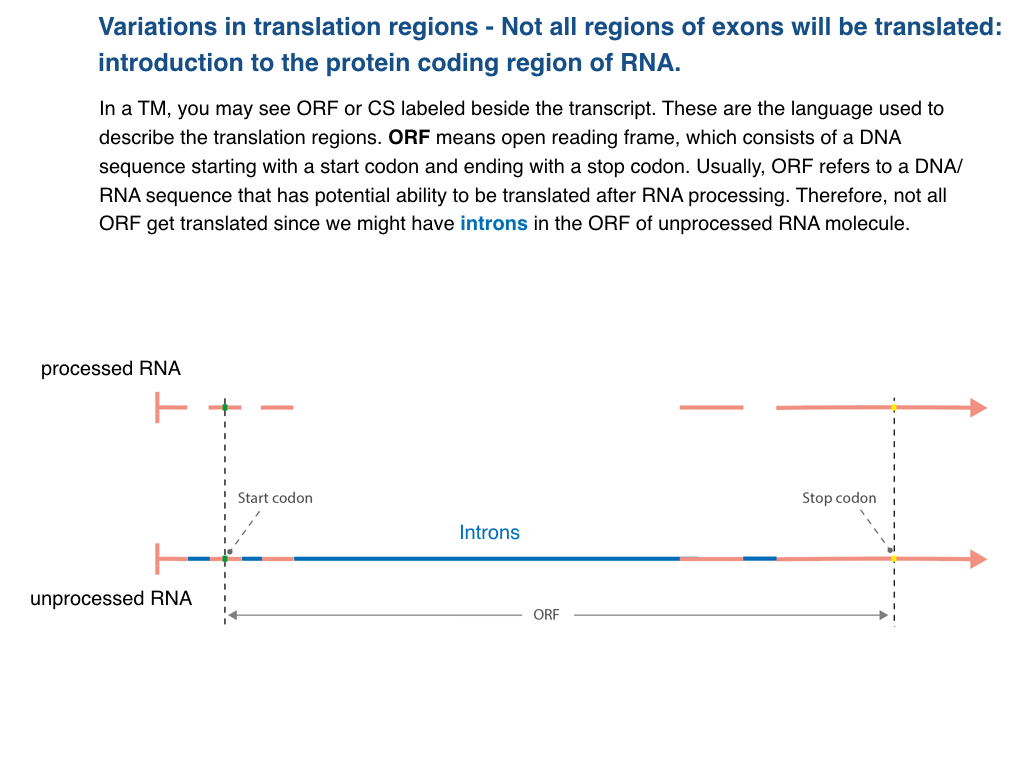 Variations in translation regions - Not all regions of exons will be translated:
introduction to the protein coding region of RNA.
In a TM, you may see ORF or CS labeled beside the transcript. These are the language used to
describe the translation regions. ORF means open reading frame, which consists of a DNA
sequence starting with a start codon and ending with a stop codon. Usually, ORF refers to a DNA/
RNA sequence that has potential ability to be translated after RNA processing. Therefore, not all
ORF get translated since we might have introns in the ORF of unprocessed RNA molecule.
processed RNA
Start codon
Stop codon
Introns
unprocessed RNA
ORF